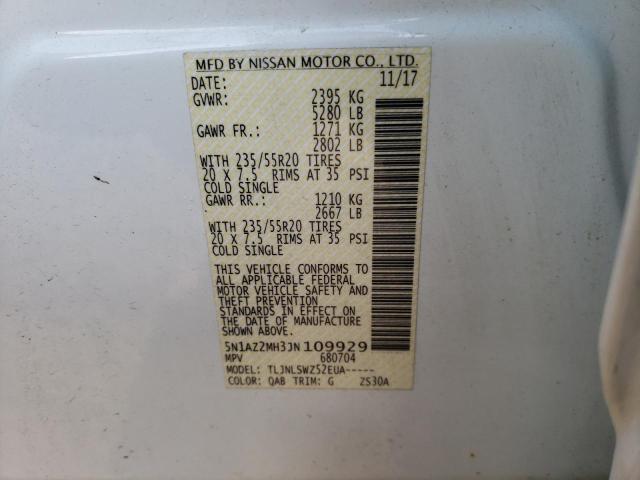 MFD BY NISSAN MOTOR CO., LTD.
DATE: 11/17
GVWR: 2395 KG
5280 LB
GAWR FR.: 1271 KG
2802 LB
WITH 235/55R20 TIRES
20 X 7.5 RIMS AT 35 PSI
COLD SINGLE
GAWR RR.: 1210 KG
2667 LB
WITH 235/55R20 TIRES
20 X 7.5 RIMS AT 35 PSI
COLD SINGLE
THIS VEHICLE CONFORMS TO
ALL APPLICABLE FEDERAL
MOTOR VEHICLE SAFETY AND
THEFT PREVENTION
STANDARDS IN EFFECT ON
THE DATE OF MANUFACTURE
SHOWN ABOVE.
5N1AZ2MH3JN109929
MPV 680704
MODEL: TLJNLSWZ52EUA-----
COLOR: QAB TRIM: G ZS30A